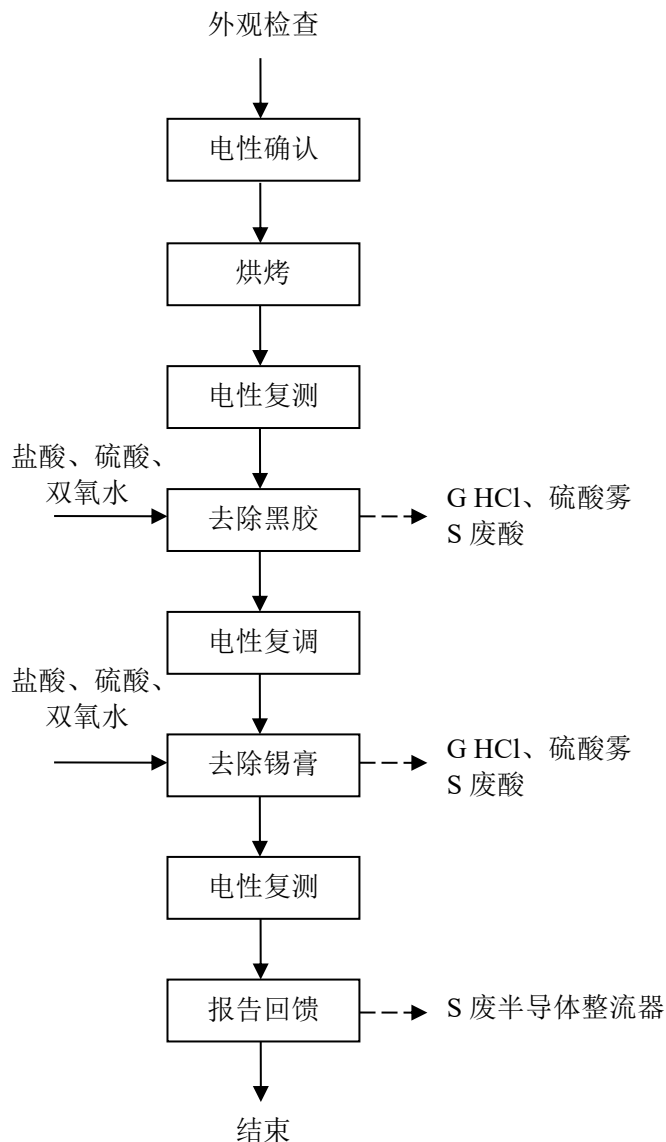 外观检查
电性确认
烘烤
电性复测
盐酸、硫酸、
双氧水
去除黑胶
G HCl、硫酸雾
S 废酸
电性复调
盐酸、硫酸、
双氧水
去除锡膏
G HCl、硫酸雾
S 废酸
电性复测
报告回馈
S 废半导体整流器
结束